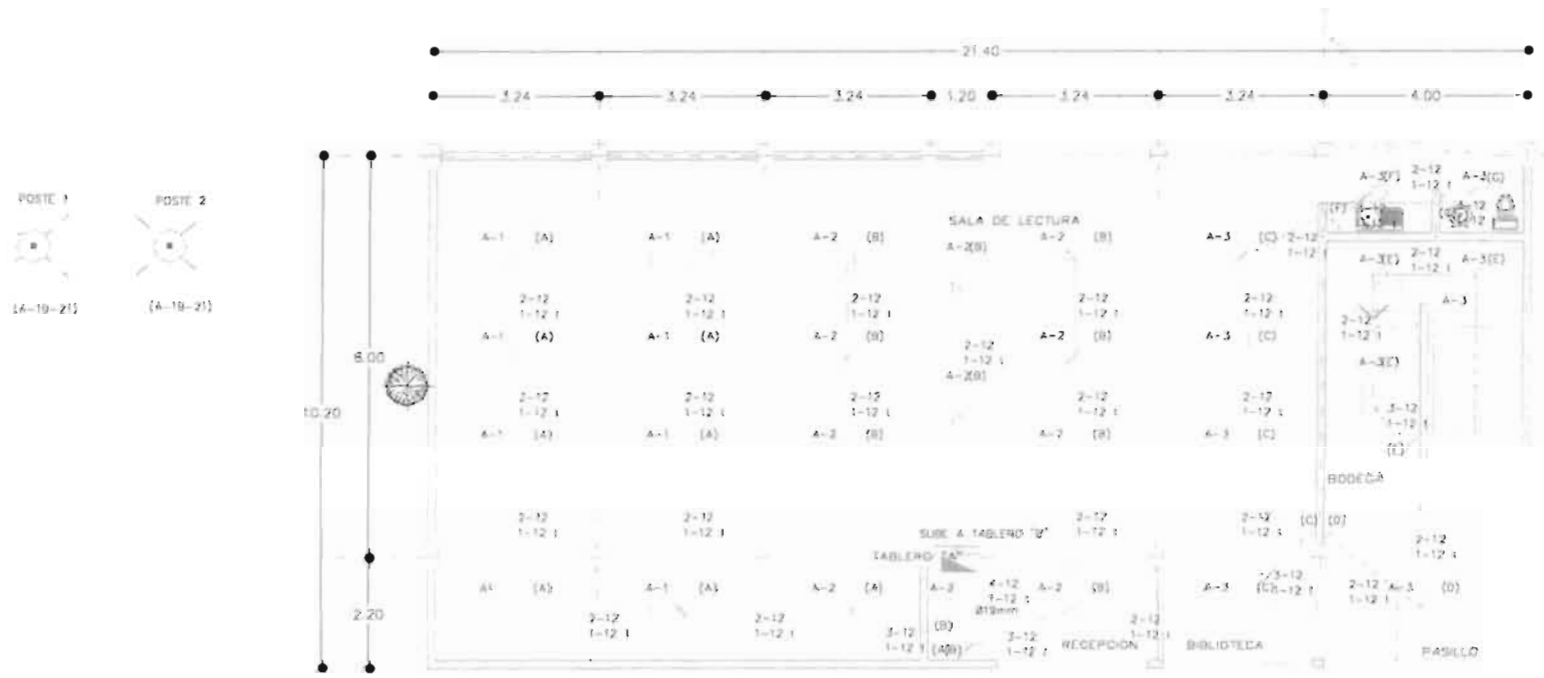 21.40
3.24
3.24
3.24
1.20
3.24
3.24
4.00
POSTE 1
POSTE 2
(A-19-21)
(A-19-21)
10.20
2.20
SALA DE LECTURA
A-1 (A)
A-1 (A)
A-2 (B)
A-2(B)
A-2 (B)
A-3 (C)
2-12
1-12 t
A-3(F)
2-12
1-12 t
(F)
A-3(E)
2-12
1-12 t
A-3(E)
A-3
2-12
1-12 t
2-12
1-12 t
2-12
1-12 t
2-12
1-12 t
2-12
1-12 t
2-12
1-12 t
A-1 (A)
A-1 (A)
A-2 (B)
2-12
1-12 t
A-2(B)
A-2 (B)
A-3 (C)
A-3(E)
2-12
1-12 t
2-12
1-12 t
2-12
1-12 t
2-12
1-12 t
2-12
1-12 t
3-12
1-12 t
(E)
A-1 (A)
A-1 (A)
A-2 (B)
A-2 (B)
A-3 (C)
BODEGA
2-12
1-12 t
2-12
1-12 t
SUBE A TABLERO "B"
2-12
1-12 t
2-12
1-12 t
(C) (D)
2-12
1-12 t
TABLERO "A"
(A)
A-1 (A)
A-2 (A)
A-2
4-12
1-12 t
Ø19mm
A-2 (B)
A-3 (C)
3-12
1-12 t
2-12
1-12 t
A-3 (D)
2-12
1-12 t
2-12
1-12 t
3-12
1-12 t
(B)
(A)(B)
3-12
1-12 t
RECEPCION
2-12
1-12 t
BIBLIOTECA
PASILLO